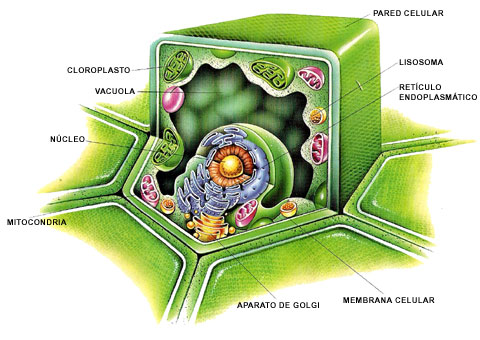 PARED CELULAR
CLOROPLASTO
LISOSOMA
VACUOLA
RETÍCULO
ENDOPLASMÁTICO
NÚCLEO
MITOCONDRIA
APARATO DE GOLGI
MEMBRANA CELULAR